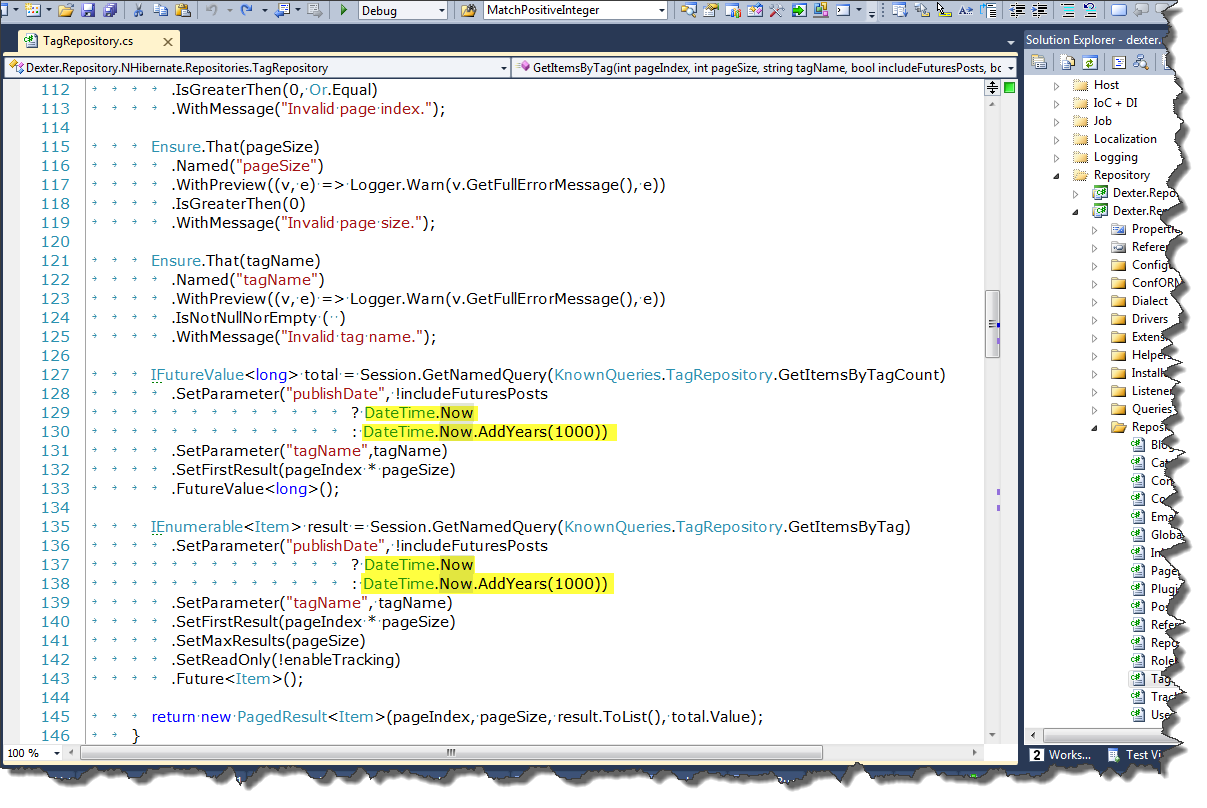 Debug
MatchPositiveInteger
TagRepository.cs
Dexter.Repository.NHibernate.Repositories.TagRepository
GetItemsByTag(int pageIndex, int pageSize, string tagName, bool includeFuturesPosts, bc
112 .IsGreaterThen(0, Or.Equal)
113 .WithMessage("Invalid page index.");
114
115 Ensure.That(pageSize)
116 .Named("pageSize")
117 .WithPreview((v, e) => Logger.Warn(v.GetFullErrorMessage(), e))
118 .IsGreaterThen(0)
119 .WithMessage("Invalid page size.");
120
121 Ensure.That(tagName)
122 .Named("tagName")
123 .WithPreview((v, e) => Logger.Warn(v.GetFullErrorMessage(), e))
124 .IsNotNullNorEmpty (  )
125 .WithMessage("Invalid tag name.");
126
127 IFutureValue<long> total = Session.GetNamedQuery(KnownQueries.TagRepository.GetItemsByTagCount)
128 .SetParameter("publishDate", !includeFuturesPosts
129 ? DateTime.Now
130 : DateTime.Now.AddYears(1000))
131 .SetParameter("tagName",tagName)
132 .SetFirstResult(pageIndex * pageSize)
133 .FutureValue<long>();
134
135 IEnumerable<Item> result = Session.GetNamedQuery(KnownQueries.TagRepository.GetItemsByTag)
136 .SetParameter("publishDate", !includeFuturesPosts
137 ? DateTime.Now
138 : DateTime.Now.AddYears(1000))
139 .SetParameter("tagName", tagName)
140 .SetFirstResult(pageIndex * pageSize)
141 .SetMaxResults(pageSize)
142 .SetReadOnly(!enableTracking)
143 .Future<Item>();
144
145 return new PagedResult<Item>(pageIndex, pageSize, result.ToList(), total.Value);
146 }
100 %
Solution Explorer - dexter.
Host
IoC + DI
Job
Localization
Logging
Repository
Dexter.Repo
Dexter.Re
Properti
Referen
Config
ConfORM
Dialect
Drivers
Extens
Helpers
Install
Listener
Queries
Reposi
Blo
Cat
Con
Co
Ema
Globa
In
Page
Plugi
Pos
Refer
Repo
Role
Tag
Trac
Use
2 Works...
Test Vi